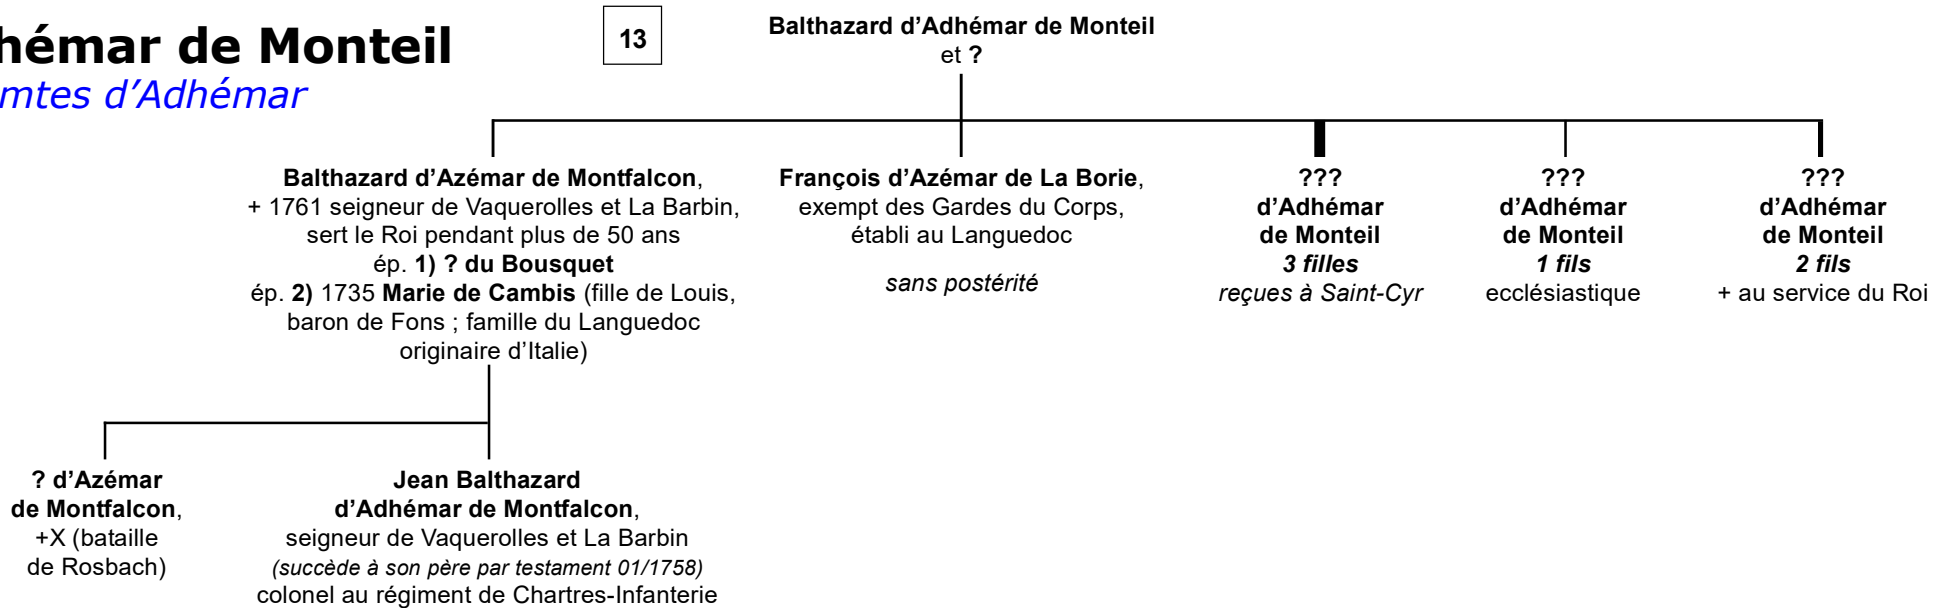 hémar de Monteil
mtes d’Adhémar
13
Balthazard d’Adhémar de Monteil
et ?
Balthazard d’Azémar de Montfalcon,
+ 1761 seigneur de Vaquerolles et La Barbin,
sert le Roi pendant plus de 50 ans
ép. 1) ? du Bousquet
ép. 2) 1735 Marie de Cambis (fille de Louis,
baron de Fons ; famille du Languedoc
originaire d’Italie)
François d’Azémar de La Borie,
exempt des Gardes du Corps,
établi au Languedoc
sans postérité
???
d’Adhémar
de Monteil
3 filles
reçues à Saint-Cyr
???
d’Adhémar
de Monteil
1 fils
ecclésiastique
???
d’Adhémar
de Monteil
2 fils
+ au service du Roi
? d’Azémar
de Montfalcon,
+X (bataille
de Rosbach)
Jean Balthazard
d’Adhémar de Montfalcon,
seigneur de Vaquerolles et La Barbin
(succède à son père par testament 01/1758)
colonel au régiment de Chartres-Infanterie